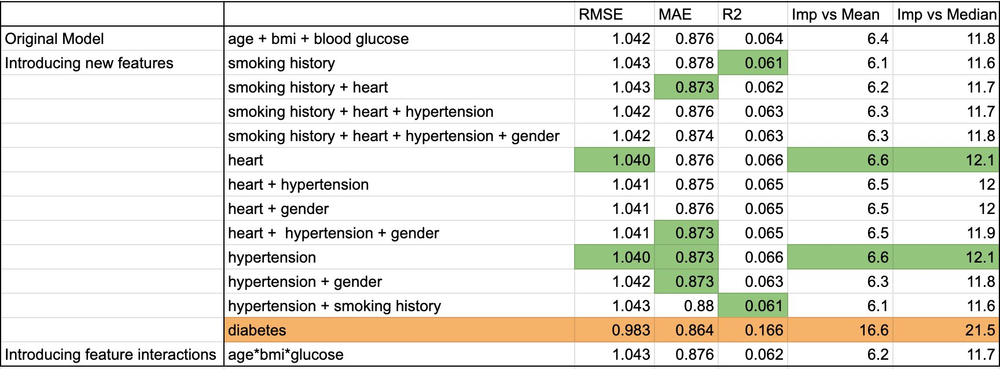 RMSE MAE R2 Imp vs Mean Imp vs Median
Original Model age + bmi + blood glucose 1.042 0.876 0.064 6.4 11.8
Introducing new features smoking history 1.043 0.878 0.061 6.1 11.6
smoking history + heart 1.043 0.873 0.062 6.2 11.7
smoking history + heart + hypertension 1.042 0.876 0.063 6.3 11.7
smoking history + heart + hypertension + gender 1.042 0.874 0.063 6.3 11.8
heart 1.040 0.876 0.066 6.6 12.1
heart + hypertension 1.041 0.875 0.065 6.5 12
heart + gender 1.041 0.876 0.065 6.5 12
heart +  hypertension + gender 1.041 0.873 0.065 6.5 11.9
hypertension 1.040 0.873 0.066 6.6 12.1
hypertension + gender 1.042 0.873 0.063 6.3 11.8
hypertension + smoking history 1.043 0.88 0.061 6.1 11.6
diabetes 0.983 0.864 0.166 16.6 21.5
Introducing feature interactions age*bmi*glucose 1.043 0.876 0.062 6.2 11.7